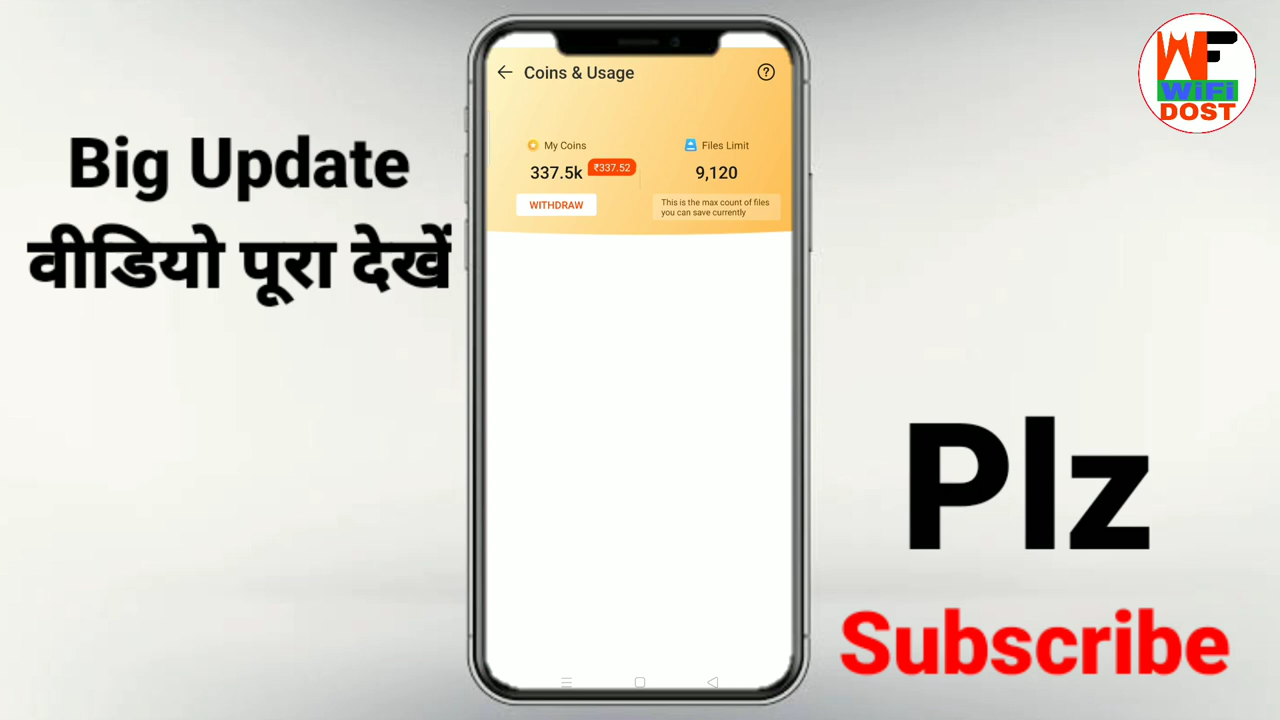 Big Update
वीडियो पूरा देखें
Coins & Usage
?
My Coins
337.5k
₹337.52
WITHDRAW
Files Limit
9,120
This is the max count of files
you can save currently
WF
WiFi
DOST
Plz
Subscribe